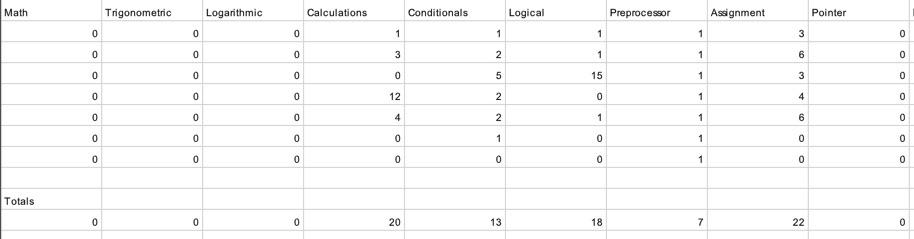 Math Trigonometric Logarithmic Calculations Conditionals Logical Preprocessor Assignment Pointer
0 0 0 1 1 1 1 3 0
0 0 0 3 2 1 1 6 0
0 0 0 0 5 15 1 3 0
0 0 0 12 2 0 1 4 0
0 0 0 4 2 1 1 6 0
0 0 0 0 1 0 1 0 0
0 0 0 0 0 0 1 0 0
Totals
0 0 0 20 13 18 7 22 0